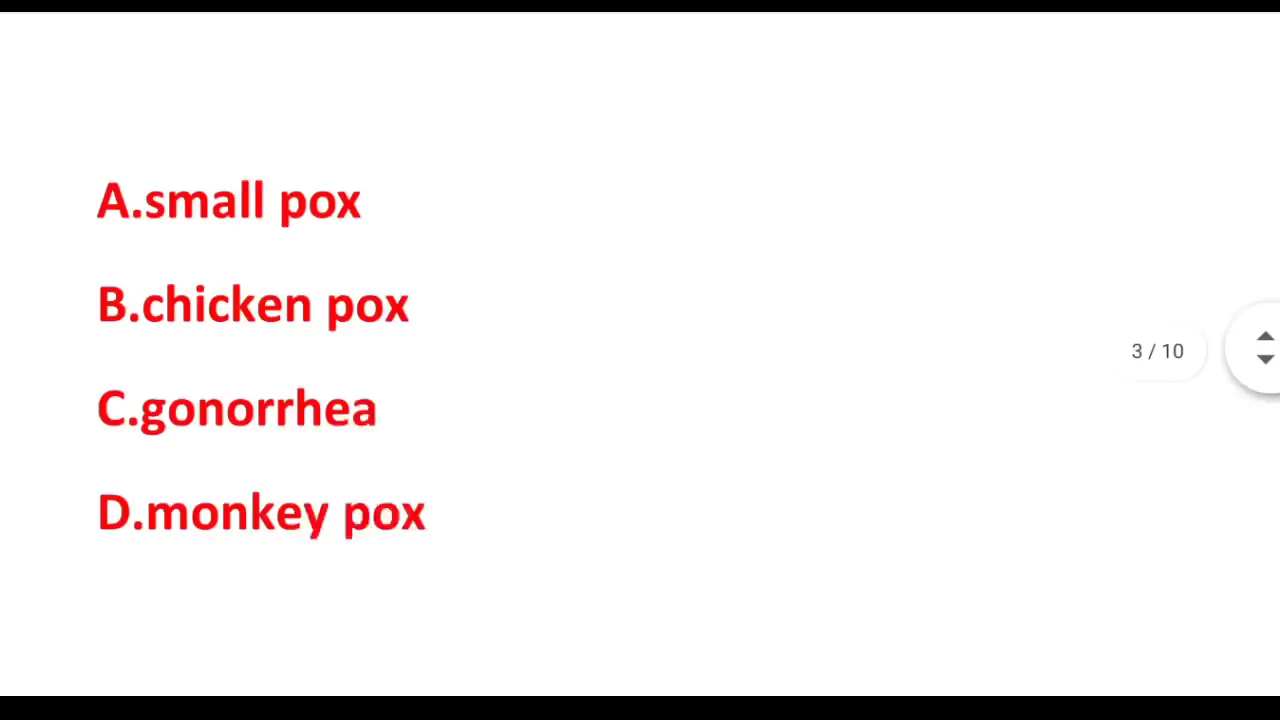 A.small pox
B.chicken pox
3 / 10
C.gonorrhea
D.monkey pox